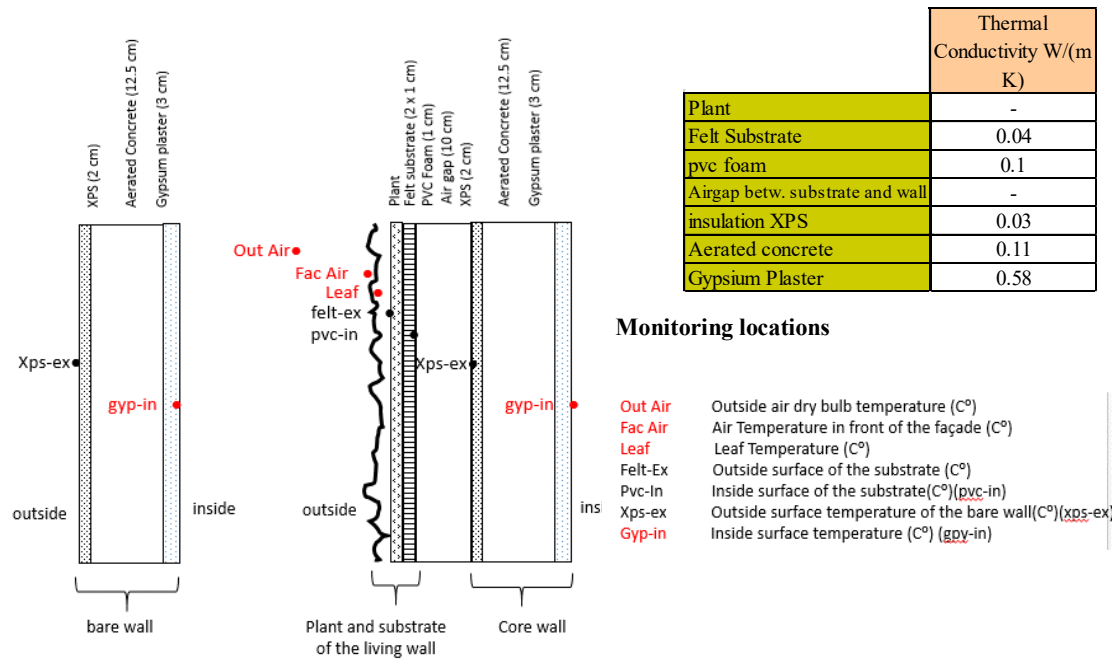 XPS (2 cm)
Aerated Concrete (12.5 cm)
Gypsum plaster (3 cm)
Plant
Felt substrate (2 x 1 cm)
PVC Foam (1 cm)
Air gap (10 cm)
XPS (2 cm)
Aerated Concrete (12.5 cm)
Gypsum plaster (3 cm)
Thermal
Conductivity W/(m
K)
Plant -
Felt Substrate 0.04
pvc foam 0.1
Airgap betw. substrate and wall -
insulation XPS 0.03
Aerated concrete 0.11
Gypsium Plaster 0.58
Out Air
Fac Air
Leaf
felt-ex
pvc-in
Xps-ex
Xps-ex
gyp-in
gyp-in
outside
inside
outside
ins
bare wall
Plant and substrate
of the living wall
Core wall
Monitoring locations
Out Air Outside air dry bulb temperature (C⁰)
Fac Air Air Temperature in front of the façade (C⁰)
Leaf Leaf Temperature (C⁰)
Felt-Ex Outside surface of the substrate (C⁰)
Pvc-In Inside surface of the substrate(C⁰)(pvc-in)
Xps-ex Outside surface temperature of the bare wall(C⁰)(xps-ex)
Gyp-in Inside surface temperature (C⁰) (gpy-in)